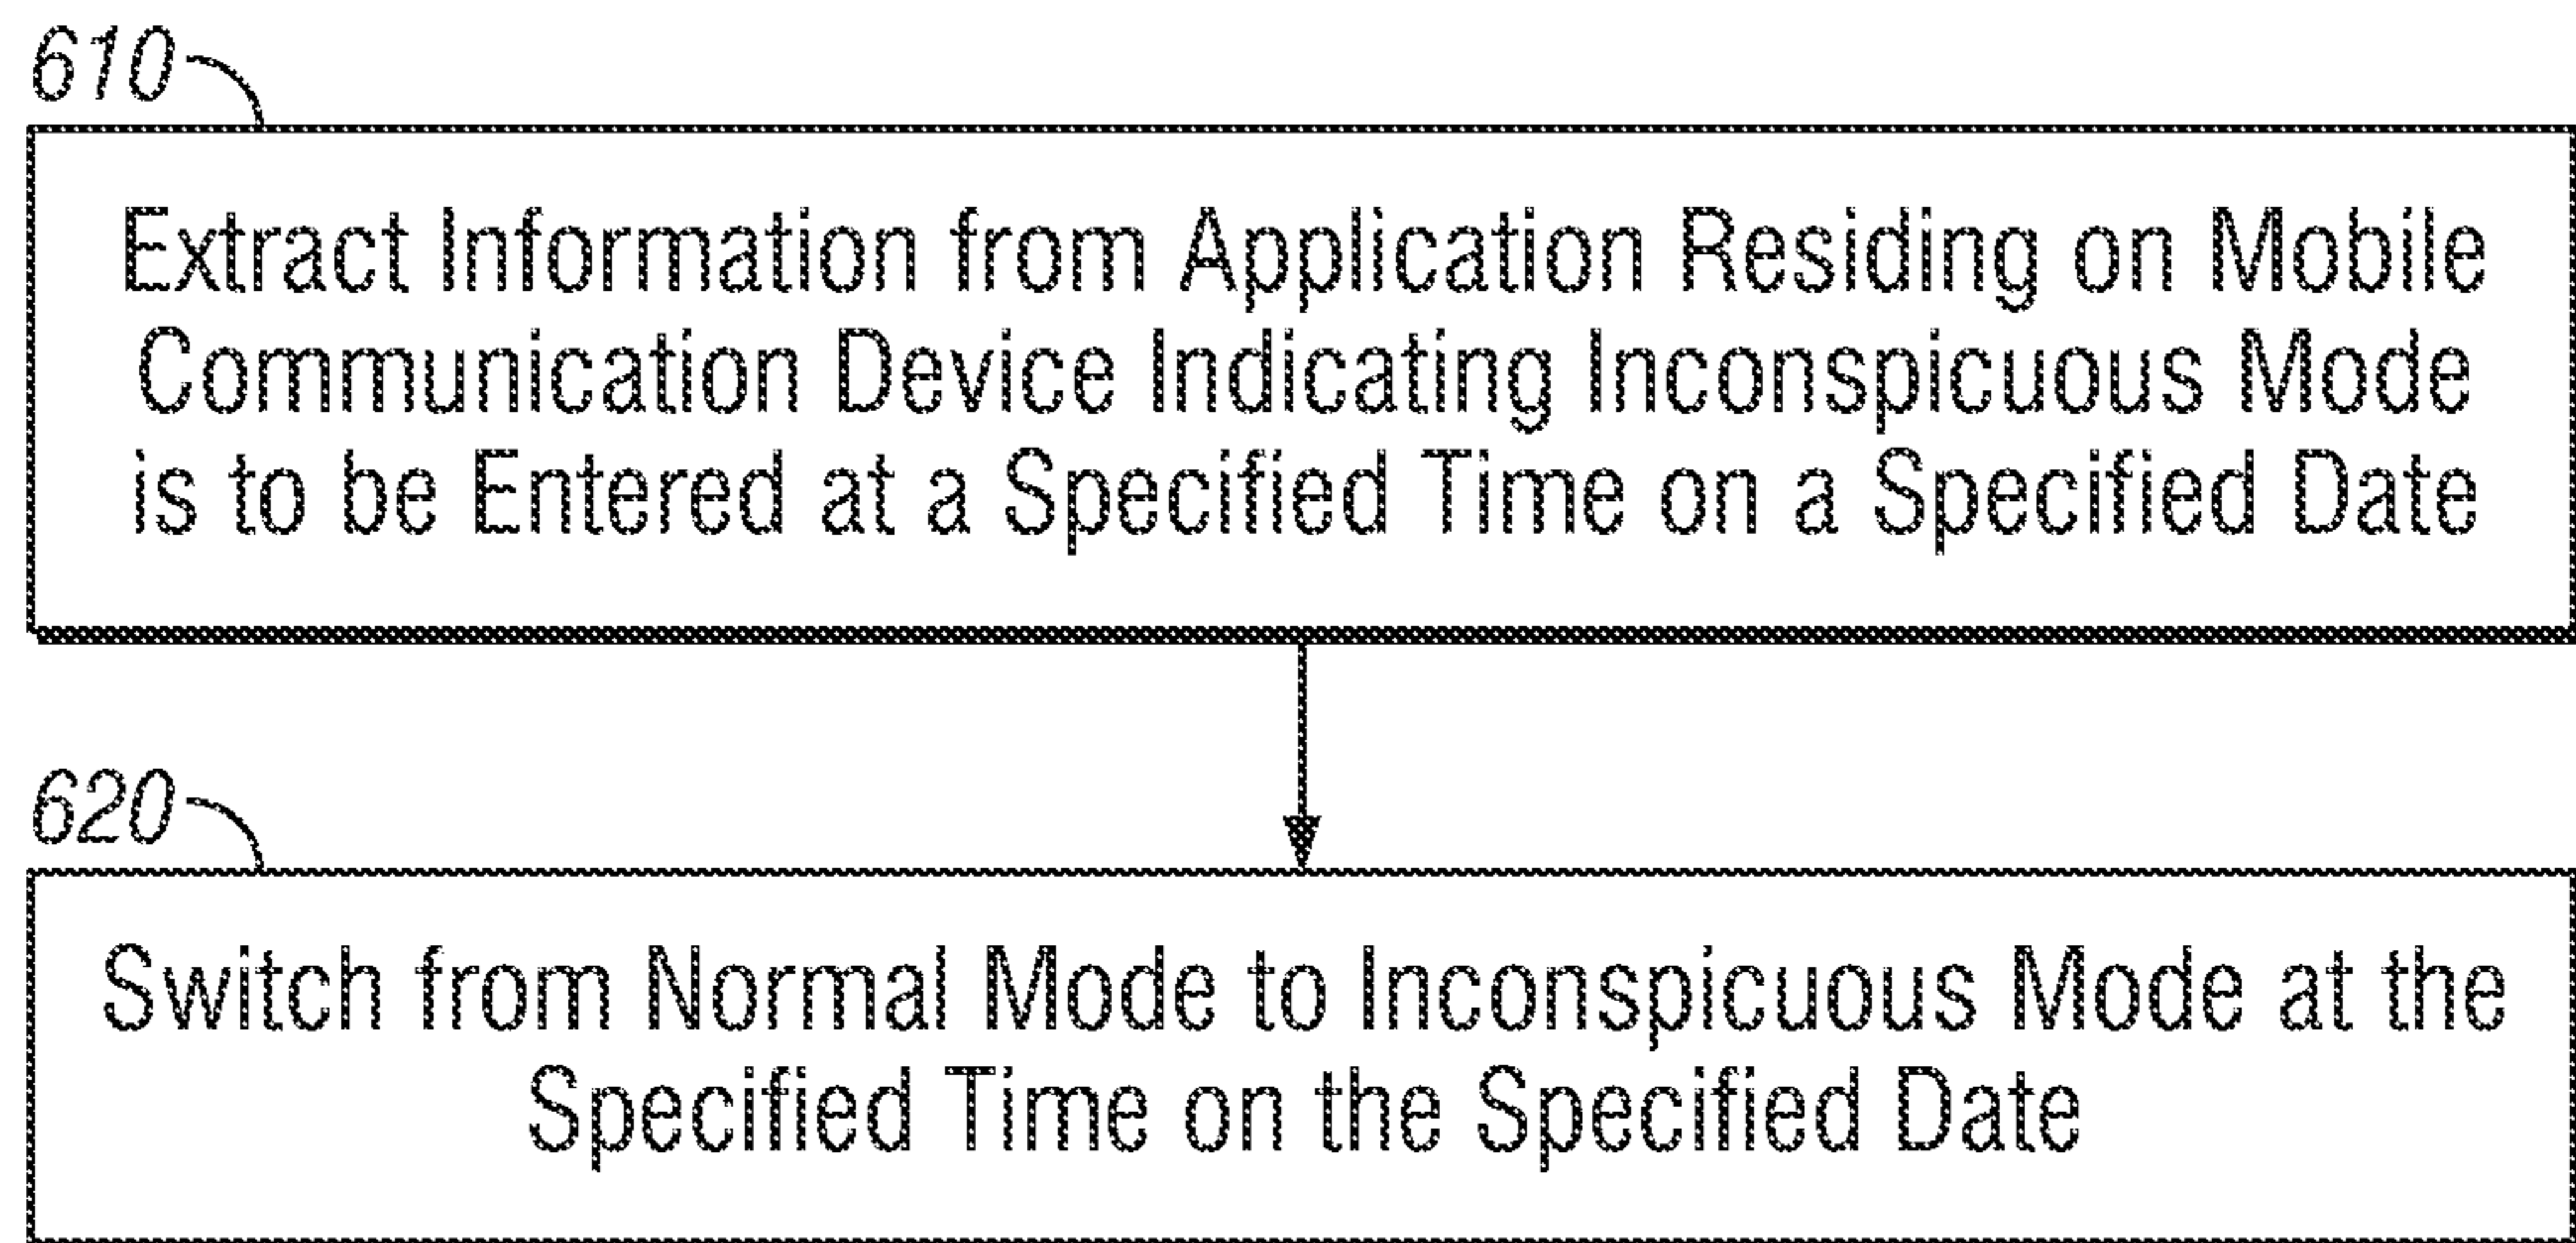 610
Extract Information from Application Residing on Mobile
Communication Device Indicating Inconspicuous Mode
is to be Entered at a Specified Time on a Specified Date
620
Switch from Normal Mode to Inconspicuous Mode at the
Specified Time on the Specified Date